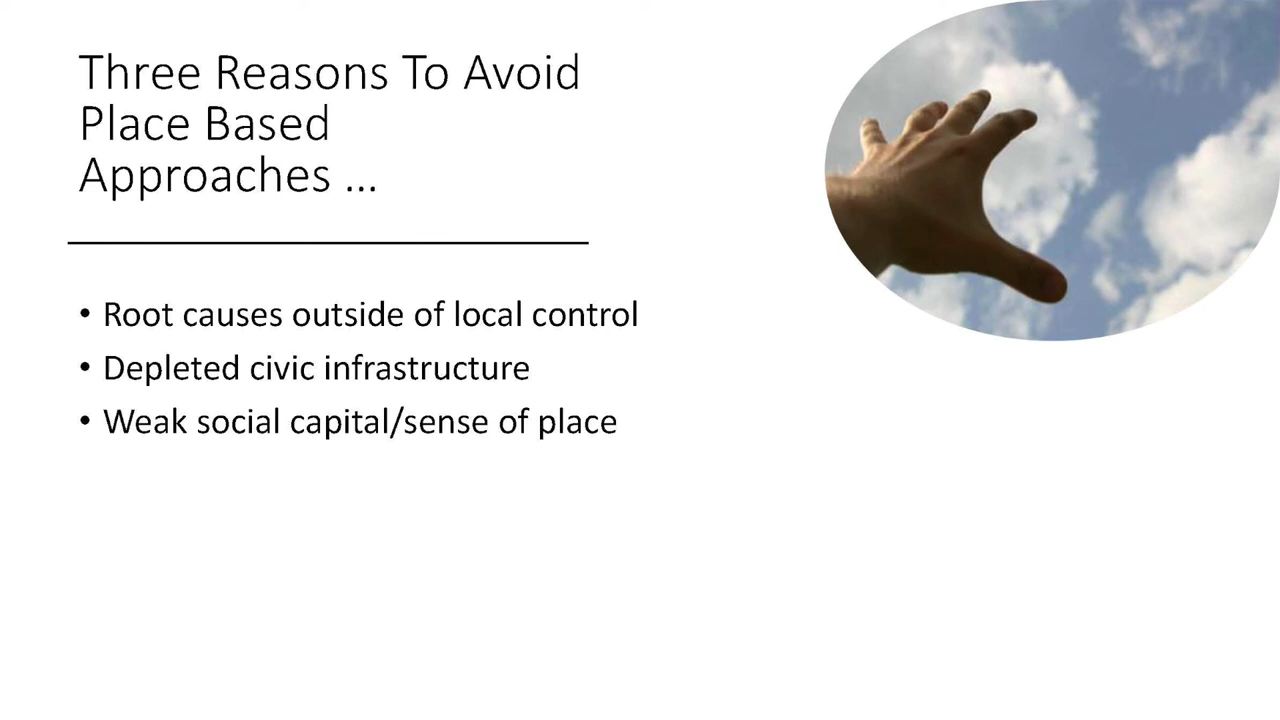 Three Reasons To Avoid
Place Based
Approaches ...
• Root causes outside of local control
• Depleted civic infrastructure
• Weak social capital/sense of place